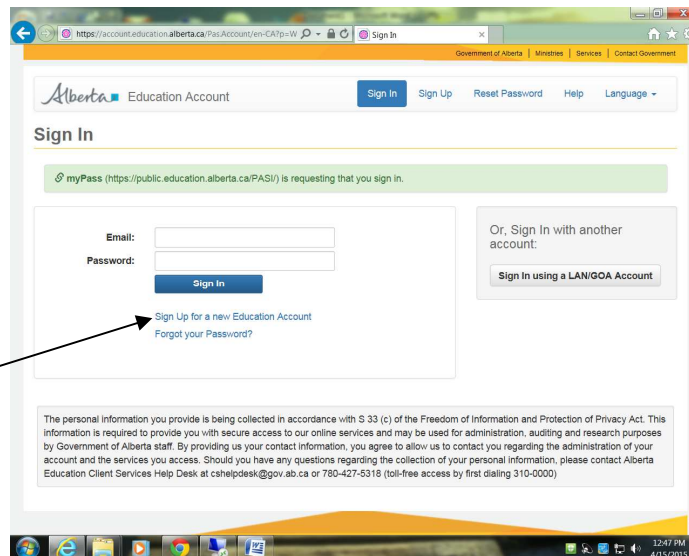 https://account.education.alberta.ca/PasAccount/en-CA?p=W
Sign In
Government of Alberta | Ministries | Services | Contact Government
Alberta Education Account
Sign In Sign Up Reset Password Help Language
Sign In
myPass (https://public.education.alberta.ca/PASI/) is requesting that you sign in.
Email:
Password:
Sign In
Sign Up for a new Education Account
Forgot your Password?
Or, Sign In with another
account:
Sign In using a LAN/GOA Account
The personal information you provide is being collected in accordance with S 33 (c) of the Freedom of Information and Protection of Privacy Act. This
information is required to provide you with secure access to our online services and may be used for administration, auditing and research purposes
by Government of Alberta staff. By providing us your contact information, you agree to allow us to contact you regarding the administration of your
account and the services you access. Should you have any questions regarding the collection of your personal information, please contact Alberta
Education Client Services Help Desk at cshelpdesk@gov.ab.ca or 780-427-5318 (toll-free access by first dialing 310-0000)
12:47 PM
4/15/2015